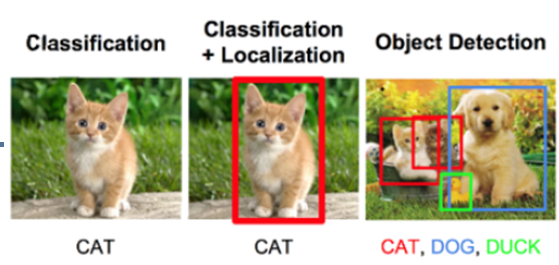 Classification
Classification
+ Localization
Object Detection
CAT
CAT
CAT, DOG, DUCK